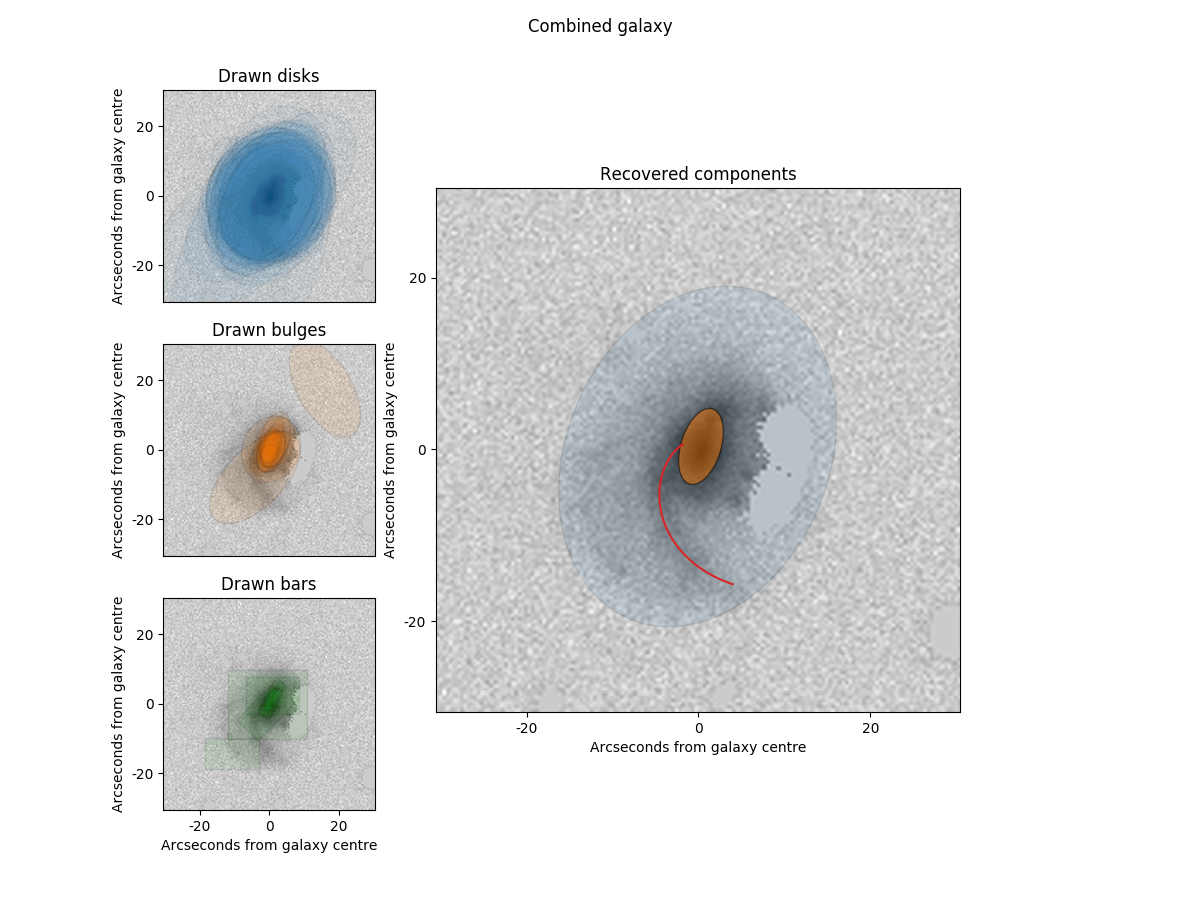 Combined galaxy
Drawn disks
Arcseconds from galaxy centre
20
0
-20
Drawn bulges
Arcseconds from galaxy centre
20
0
-20
Drawn bars
Arcseconds from galaxy centre
20
0
-20
-20 0 20
Arcseconds from galaxy centre
Recovered components
Arcseconds from galaxy centre
20
0
-20
-20 0 20
Arcseconds from galaxy centre